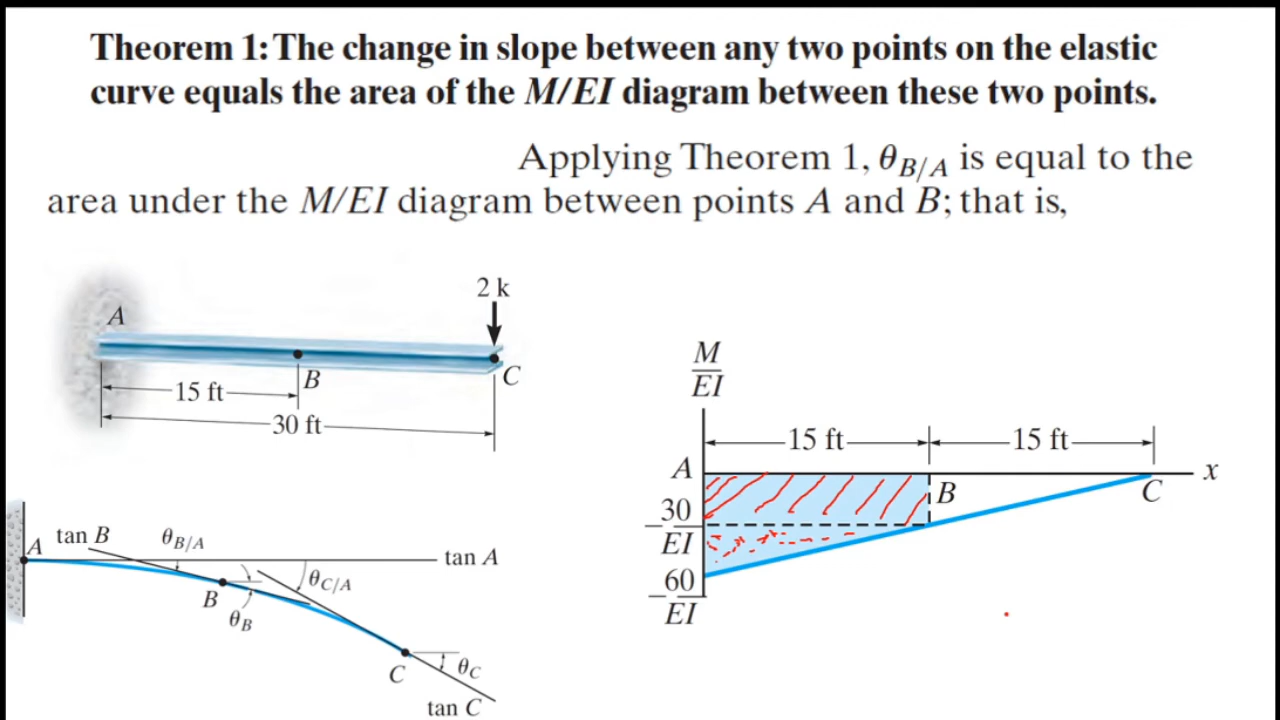 Theorem 1: The change in slope between any two points on the elastic
curve equals the area of the M/EI diagram between these two points.
Applying Theorem 1, θB/A is equal to the
area under the M/EI diagram between points A and B; that is,
2 k
A
B
C
15 ft
30 ft
M
EI
15 ft
15 ft
A
x
B
C
30
EI
60
EI
A
tan B
θB/A
tan A
θC/A
B
θB
C
θC
tan C